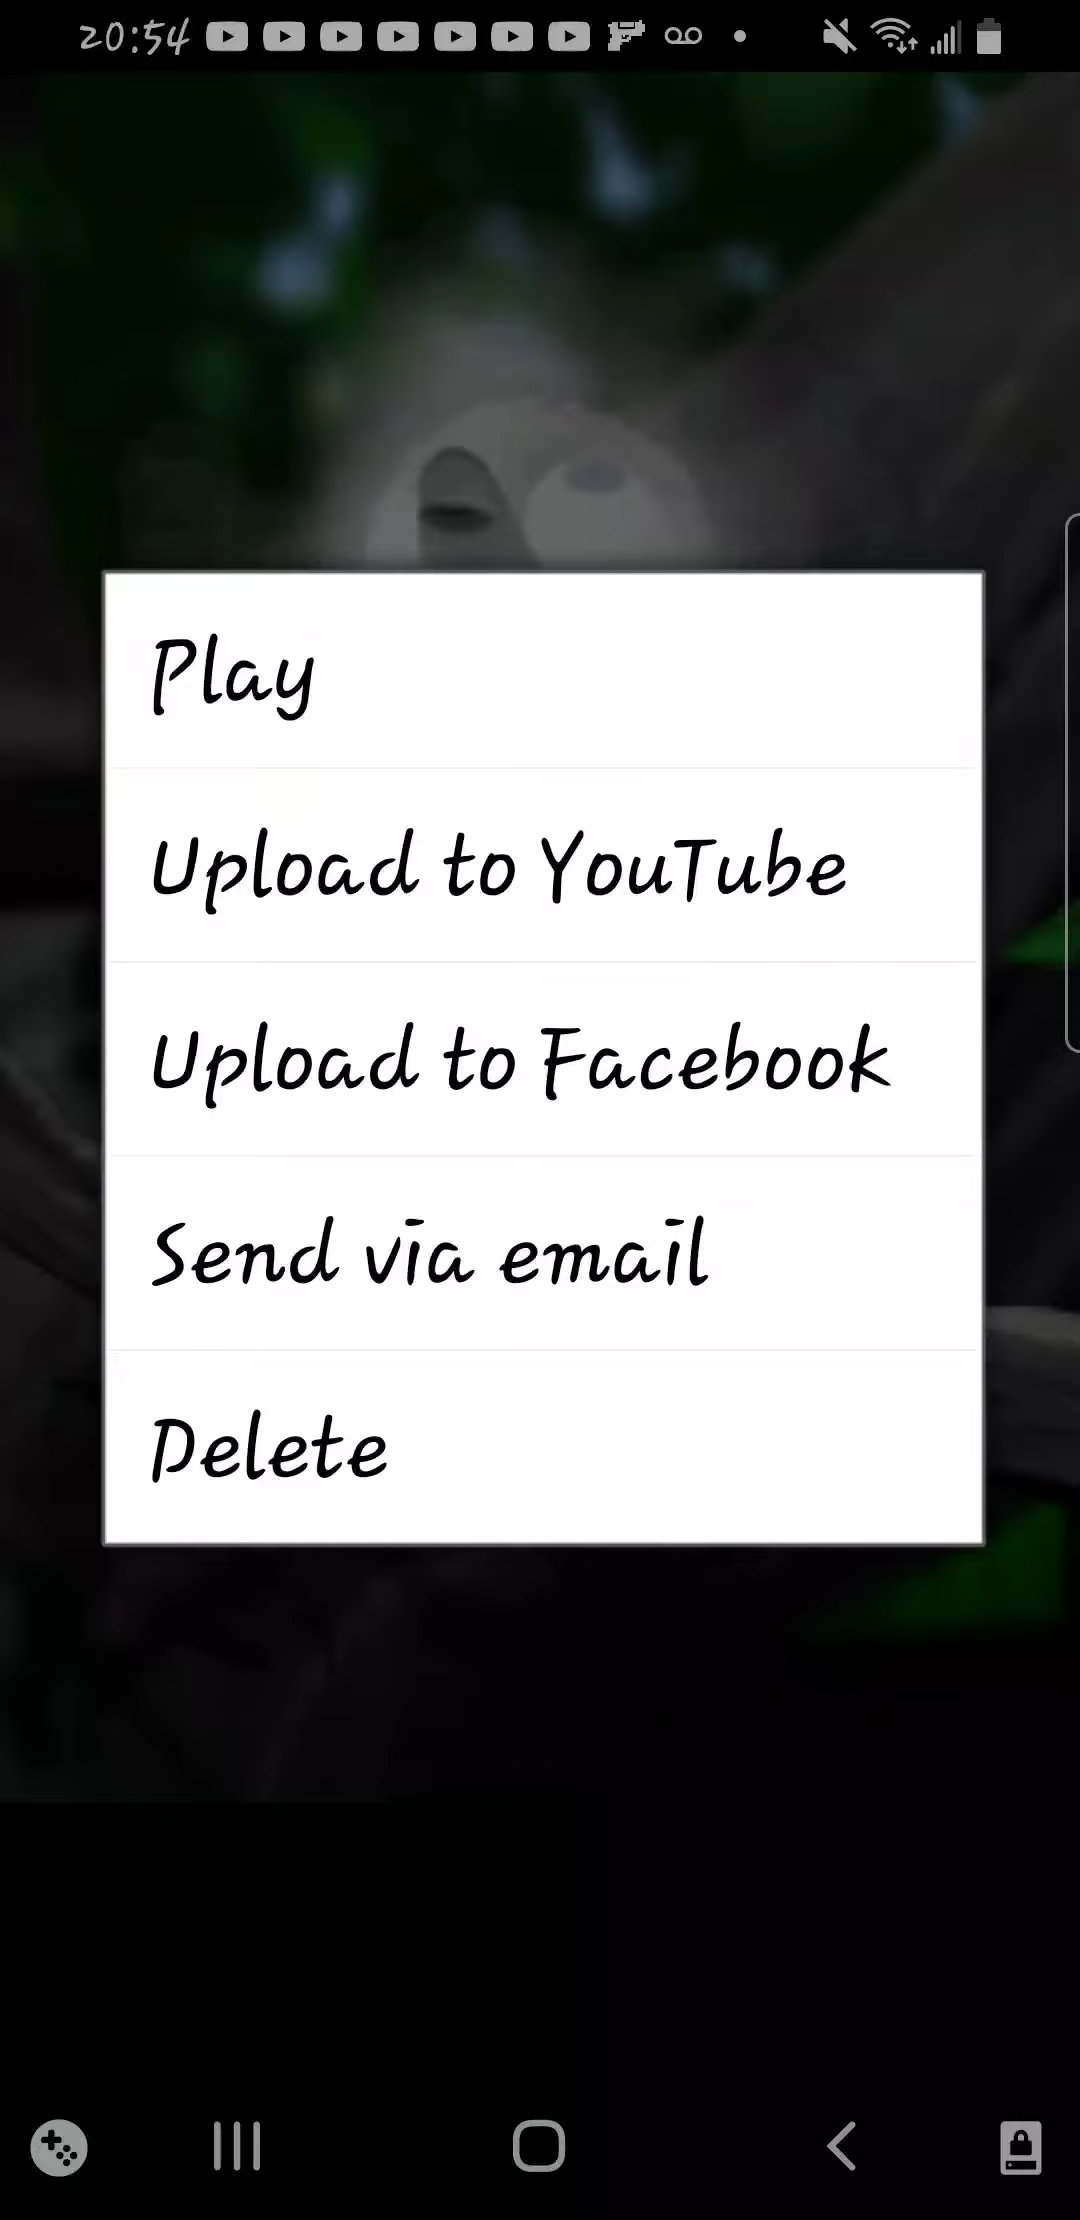 20:54
Play
Upload to YouTube
Upload to Facebook
Send via email
Delete